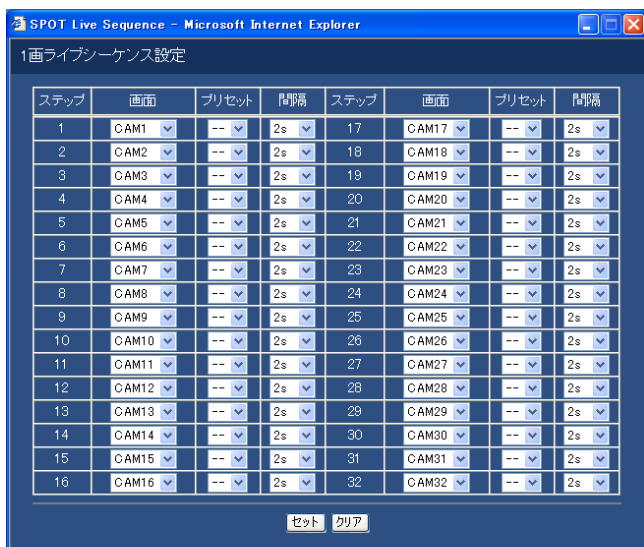 SPOT Live Sequence - Microsoft Internet Explorer
1画ライブシーケンス設定
ステップ 画面 プリセット 間隔 ステップ 画面 プリセット 間隔
1 CAM1 -- 2s 17 CAM17 -- 2s
2 CAM2 -- 2s 18 CAM18 -- 2s
3 CAM3 -- 2s 19 CAM19 -- 2s
4 CAM4 -- 2s 20 CAM20 -- 2s
5 CAM5 -- 2s 21 CAM21 -- 2s
6 CAM6 -- 2s 22 CAM22 -- 2s
7 CAM7 -- 2s 23 CAM23 -- 2s
8 CAM8 -- 2s 24 CAM24 -- 2s
9 CAM9 -- 2s 25 CAM25 -- 2s
10 CAM10 -- 2s 26 CAM26 -- 2s
11 CAM11 -- 2s 27 CAM27 -- 2s
12 CAM12 -- 2s 28 CAM28 -- 2s
13 CAM13 -- 2s 29 CAM29 -- 2s
14 CAM14 -- 2s 30 CAM30 -- 2s
15 CAM15 -- 2s 31 CAM31 -- 2s
16 CAM16 -- 2s 32 CAM32 -- 2s
セット クリア